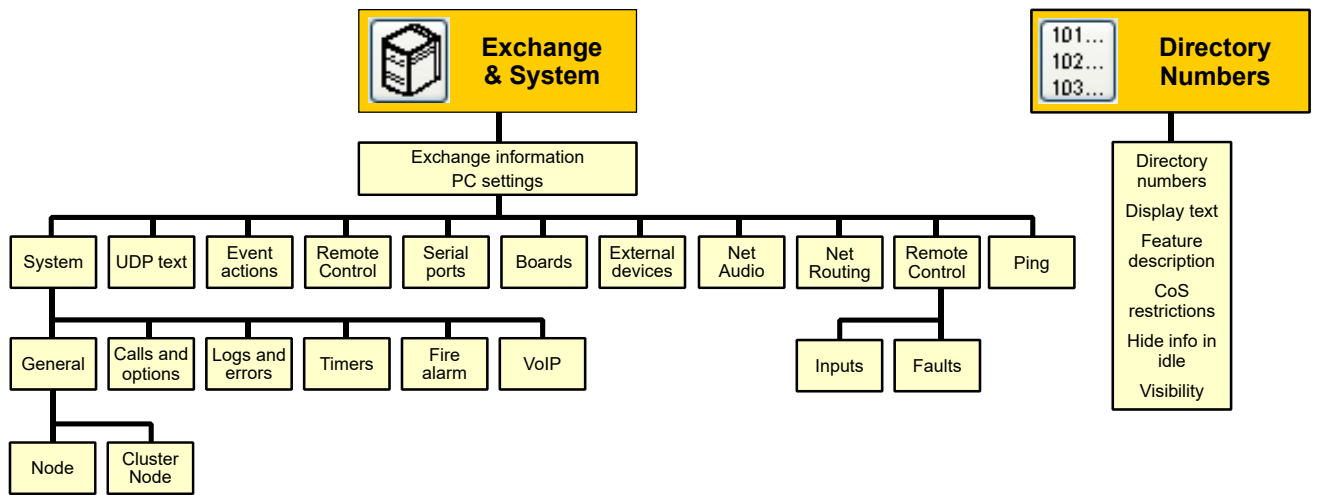 Exchange
& System
101...
102...
103...
Directory
Numbers
Exchange information
PC settings
Directory
numbers
Display text
Feature
description
CoS
restrictions
Hide info in
idle
Visibility
System
UDP text
Event
actions
Remote
Control
Serial
ports
Boards
External
devices
Net
Audio
Net
Routing
Remote
Control
Ping
General
Calls and
options
Logs and
errors
Timers
Fire
alarm
VoIP
Inputs
Faults
Node
Cluster
Node